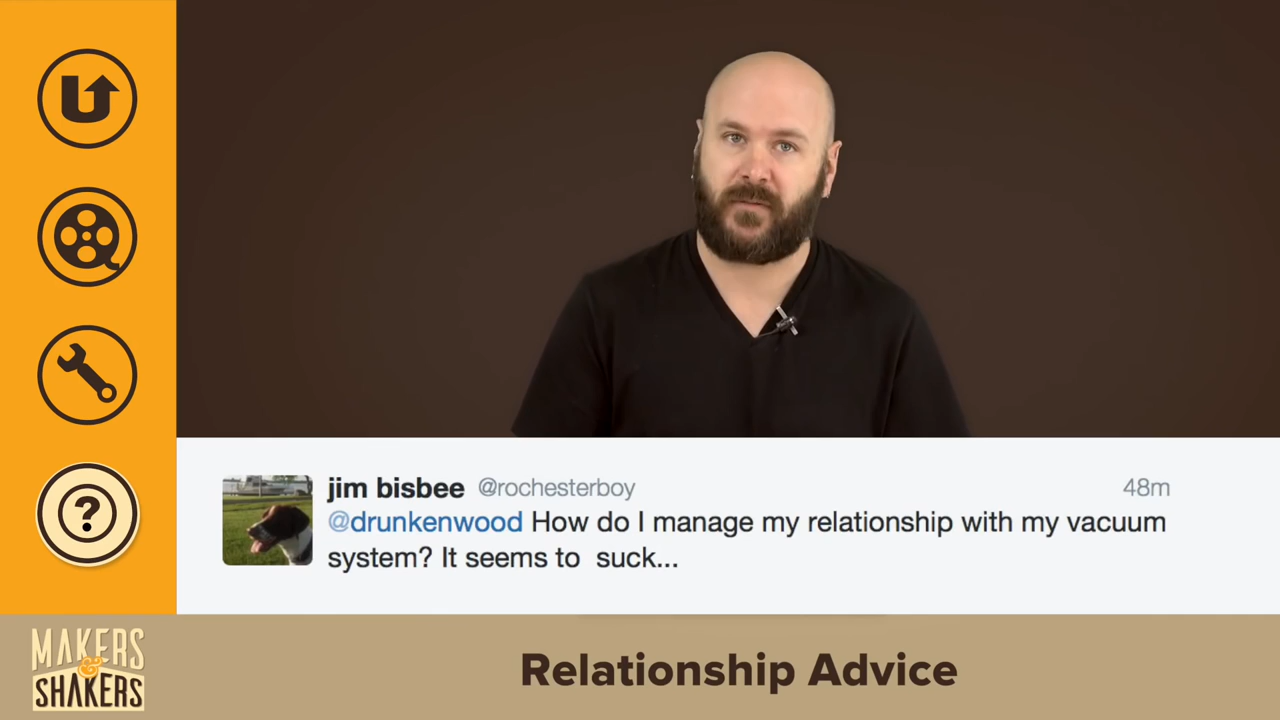 jim bisbee @rochesterboy 48m
@drunkenwood How do I manage my relationship with my vacuum
system? It seems to  suck...
MAKERS
&
SHAKERS
Relationship Advice
?